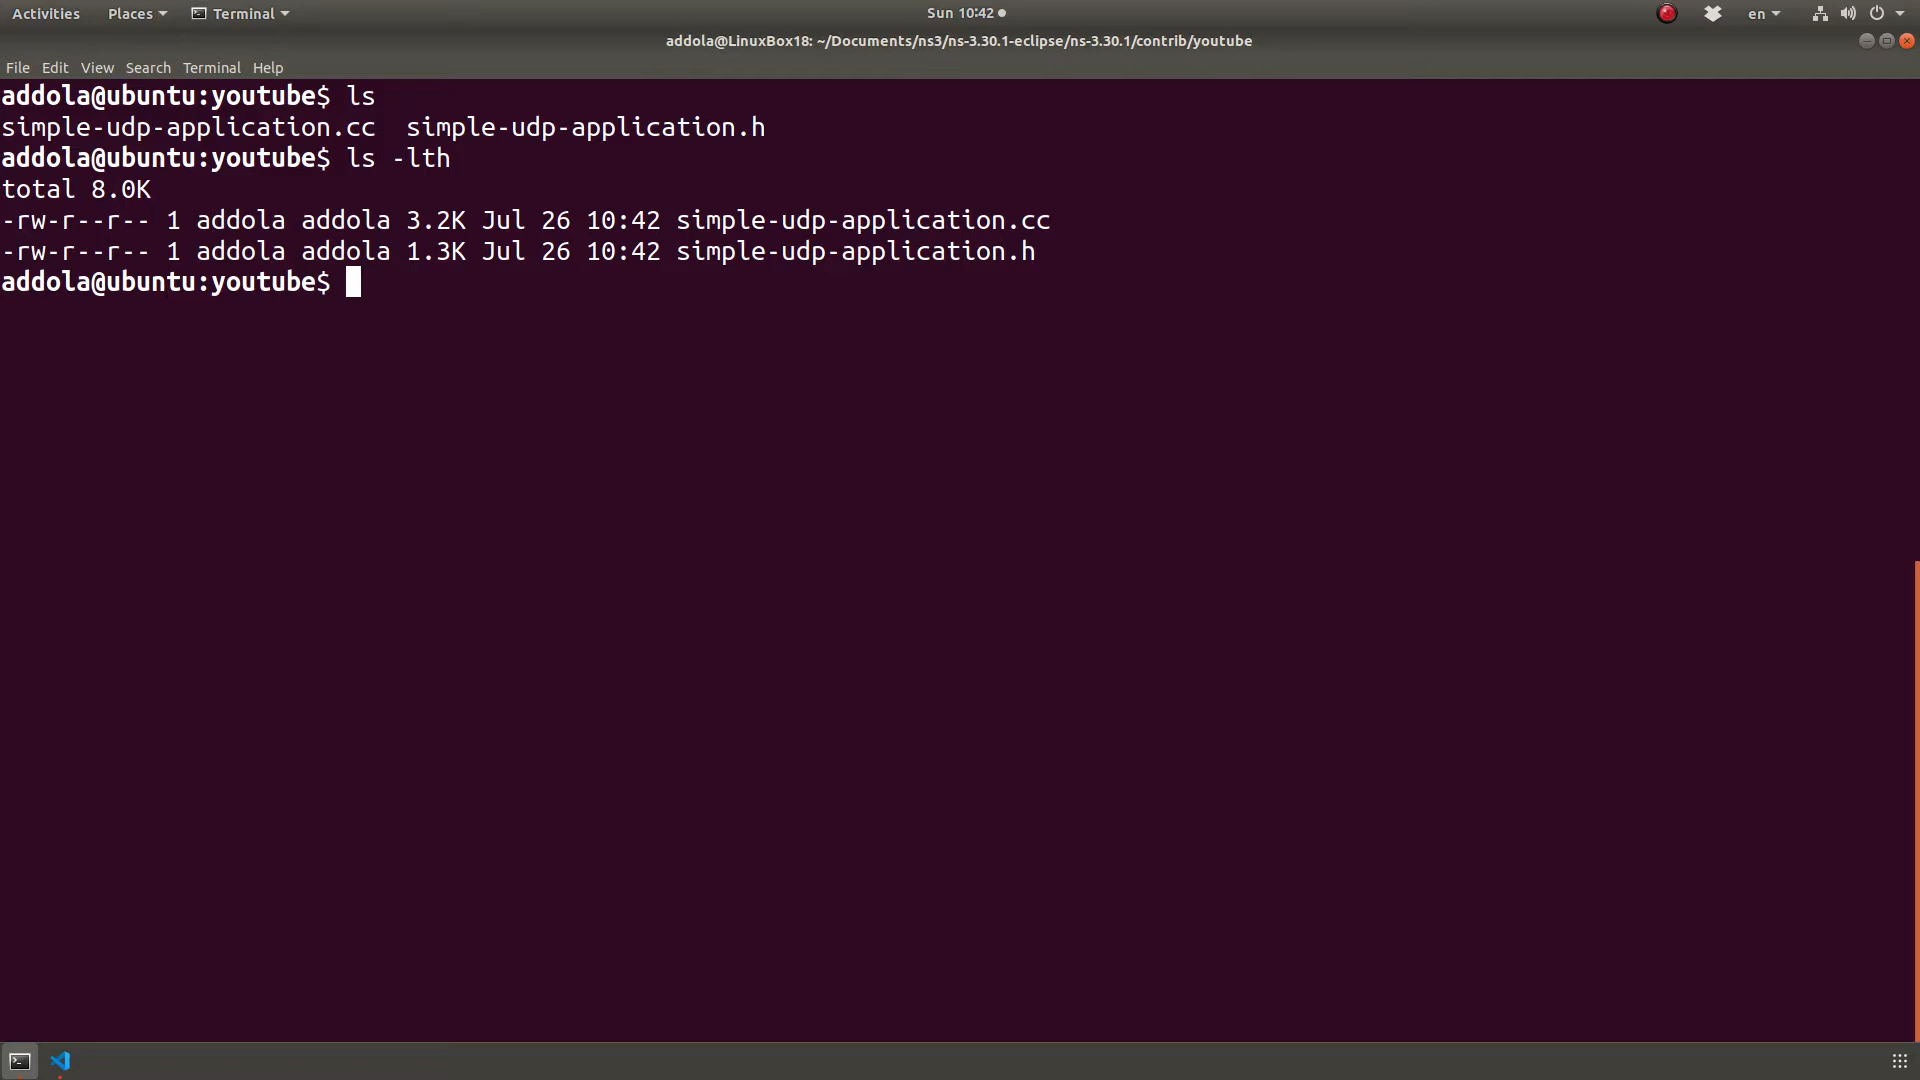 Activities Places Terminal Sun 10:42 en
addola@LinuxBox18: ~/Documents/ns3/ns-3.30.1-eclipse/ns-3.30.1/contrib/youtube
File Edit View Search Terminal Help
addola@ubuntu:youtube$ ls
simple-udp-application.cc  simple-udp-application.h
addola@ubuntu:youtube$ ls -lth
total 8.0K
-rw-r--r-- 1 addola addola 3.2K Jul 26 10:42 simple-udp-application.cc
-rw-r--r-- 1 addola addola 1.3K Jul 26 10:42 simple-udp-application.h
addola@ubuntu:youtube$